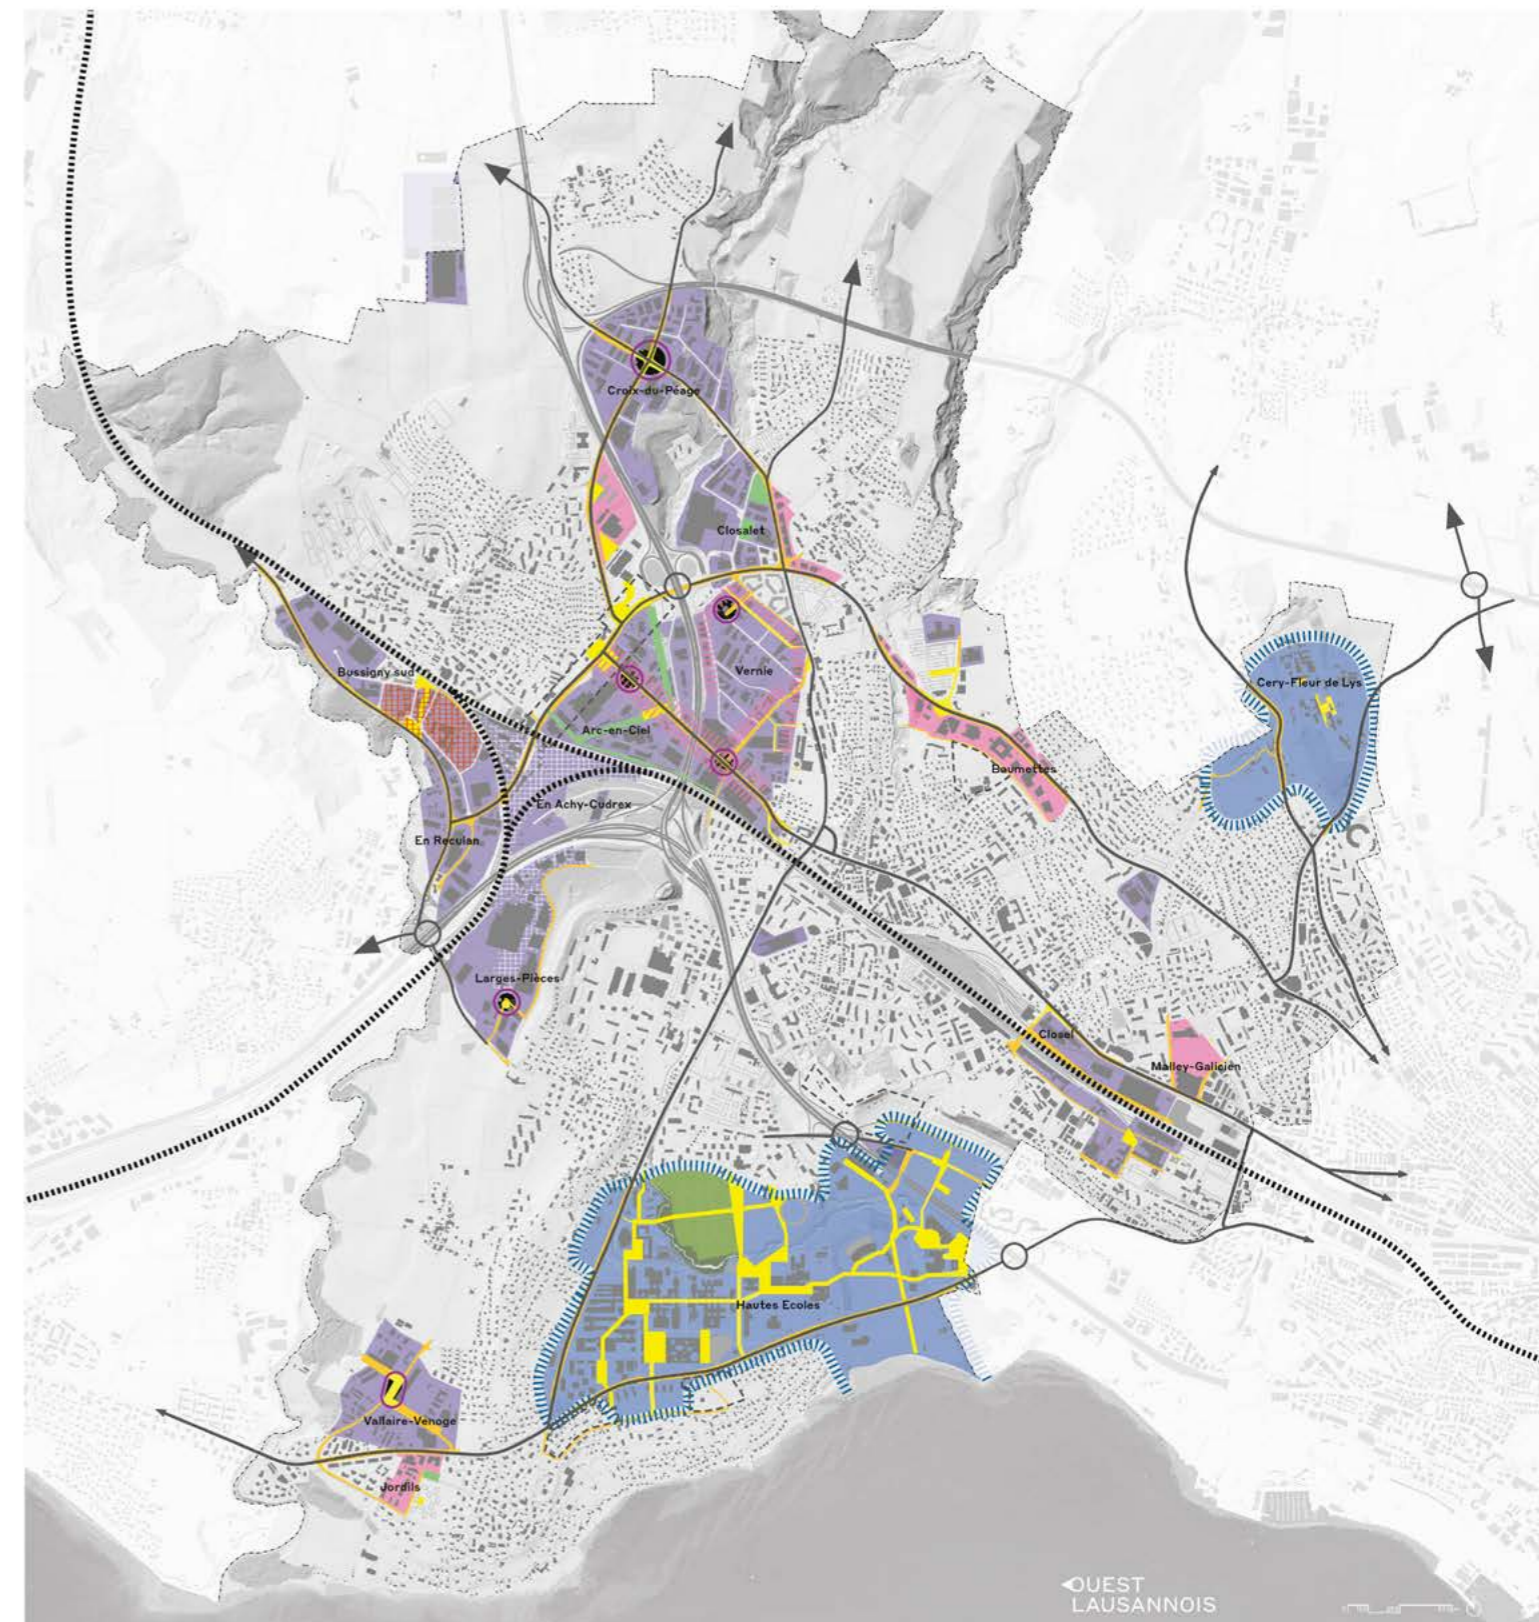 Croix-du-Péage
Closalet
Bussigny sud
Vernie
Cery-Fleur de Lys
Arc-en-Ciel
Baumettes
En Achy-Cudrex
En Reculan
Larges-Pièces
Closel
Malley-Galicien
Hautes Ecoles
Vallaire-Venoge
Jordils
OUEST
LAUSANNOIS